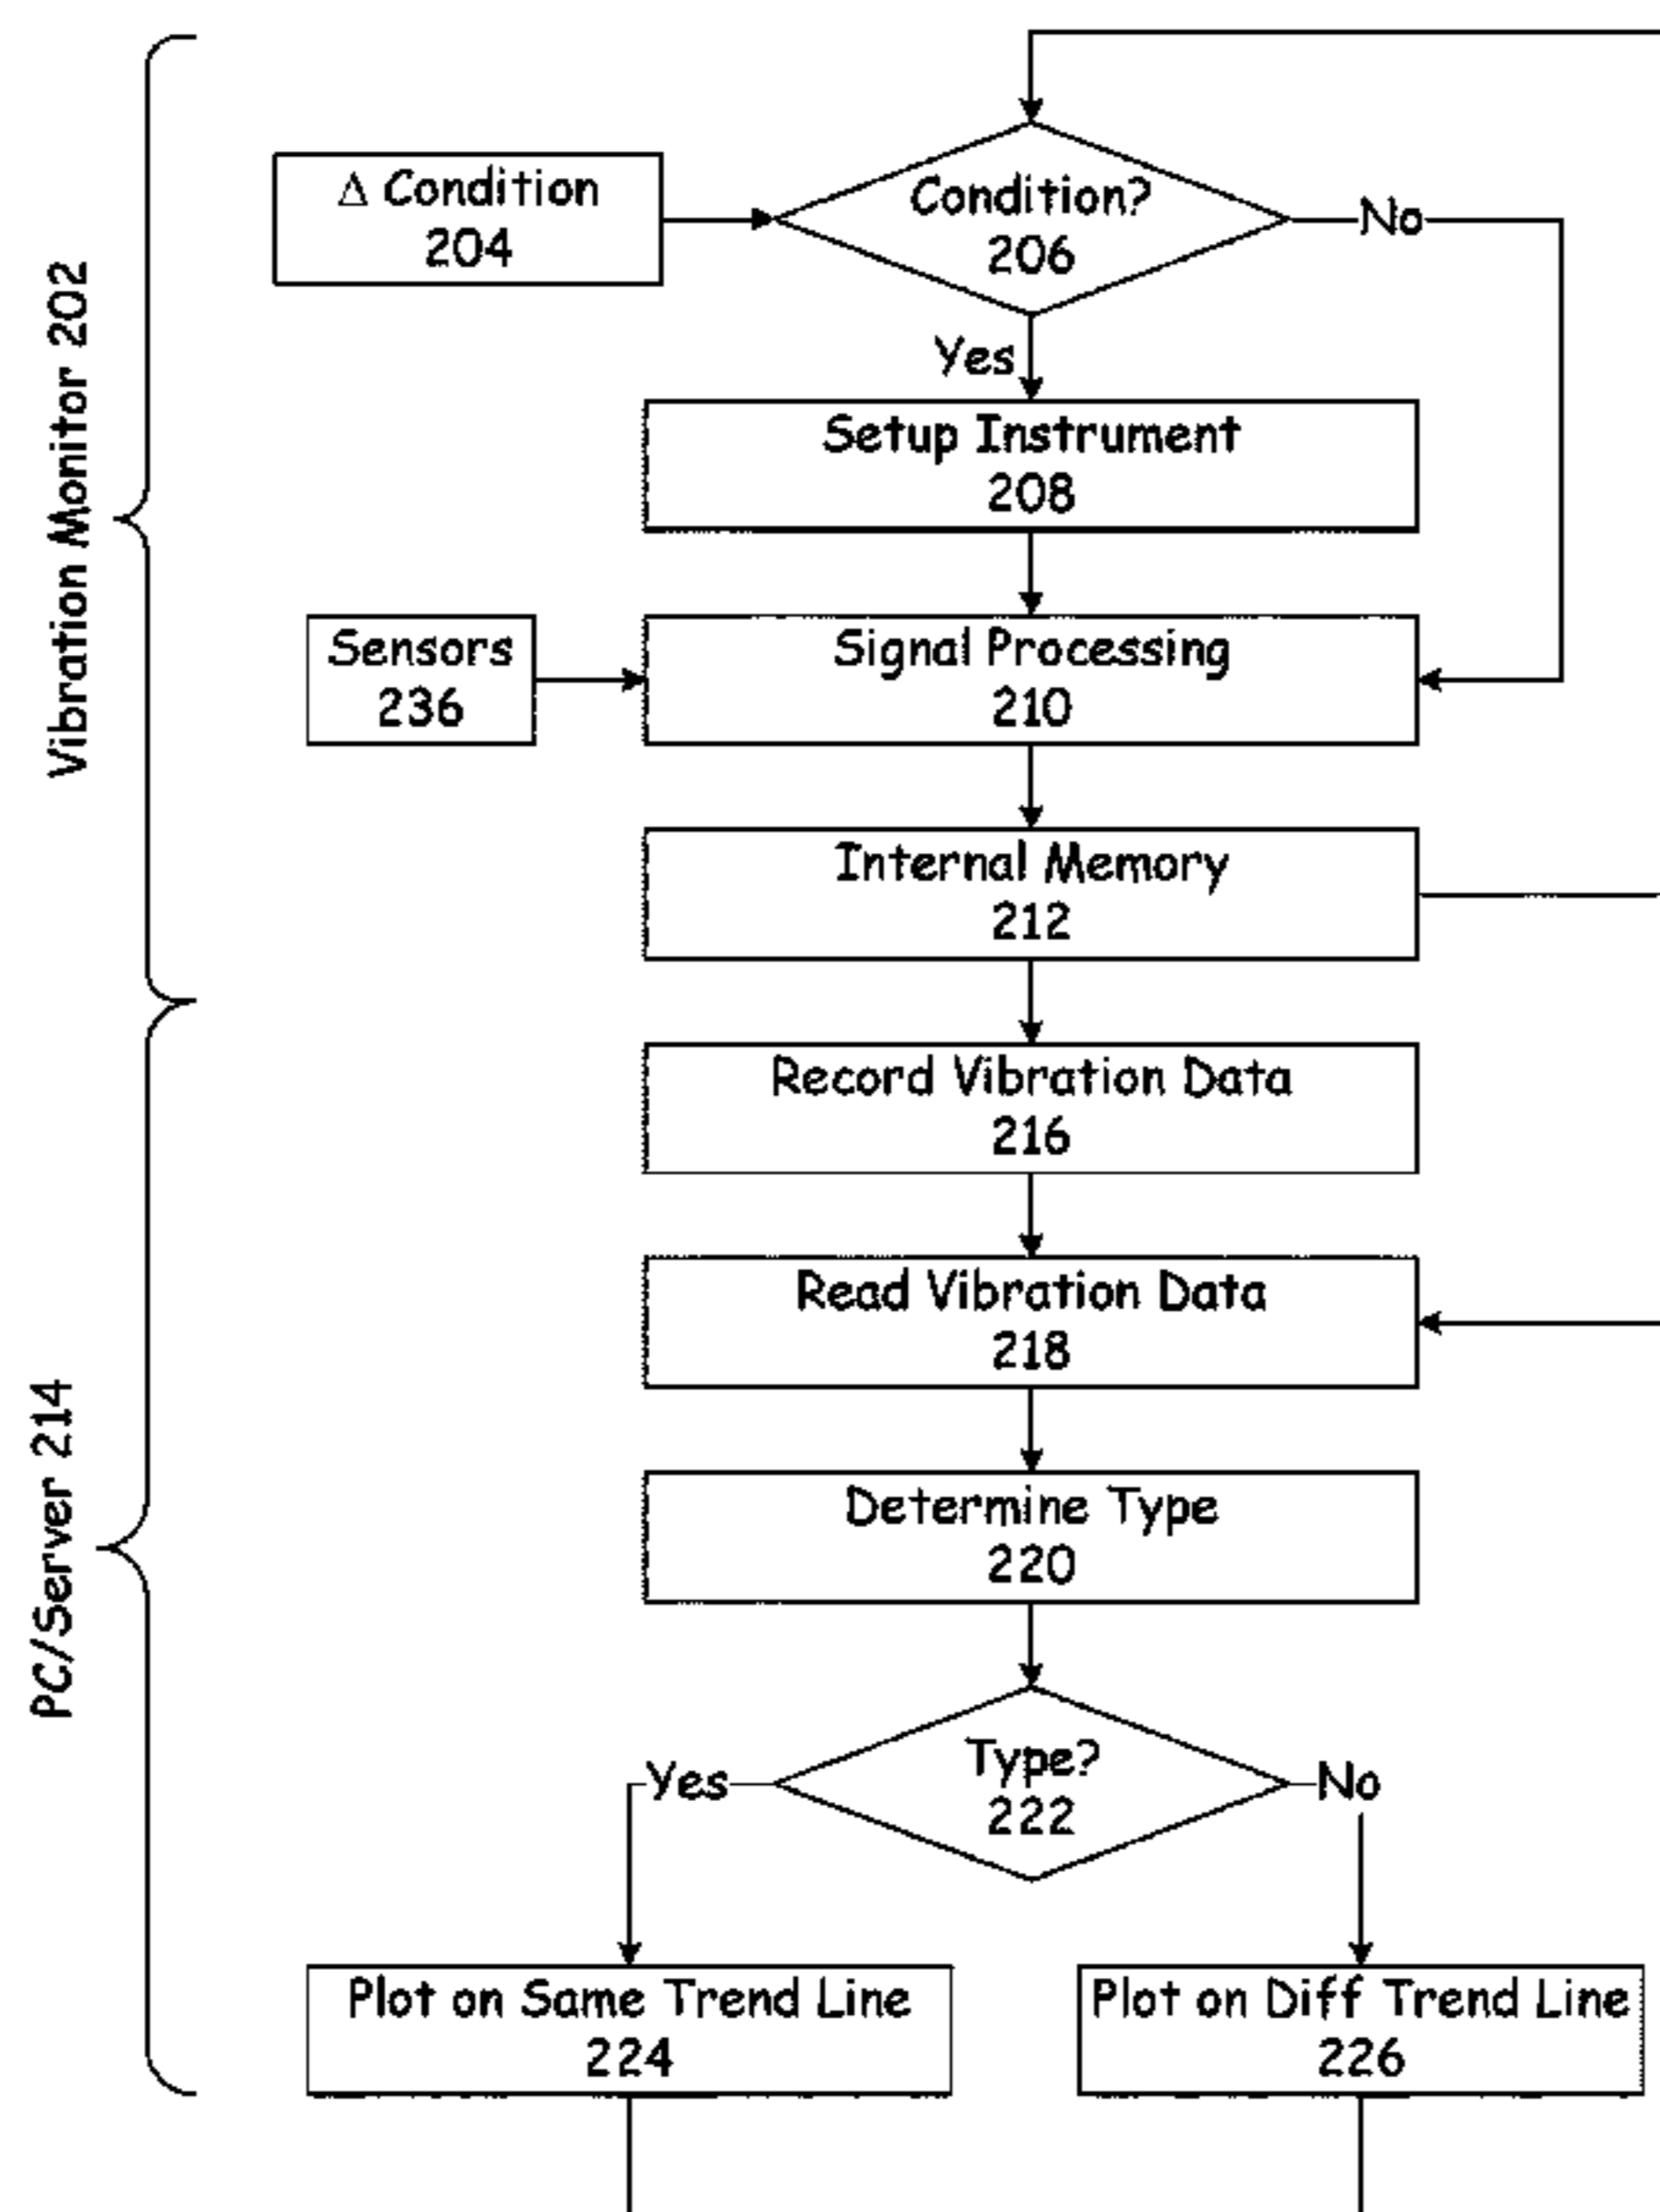 Vibration Monitor 202
Δ Condition
204
Condition?
206
No
Yes
Setup Instrument
208
Sensors
236
Signal Processing
210
Internal Memory
212
PC/Server 214
Record Vibration Data
216
Read Vibration Data
218
Determine Type
220
Type?
222
Yes
No
Plot on Same Trend Line
224
Plot on Diff Trend Line
226